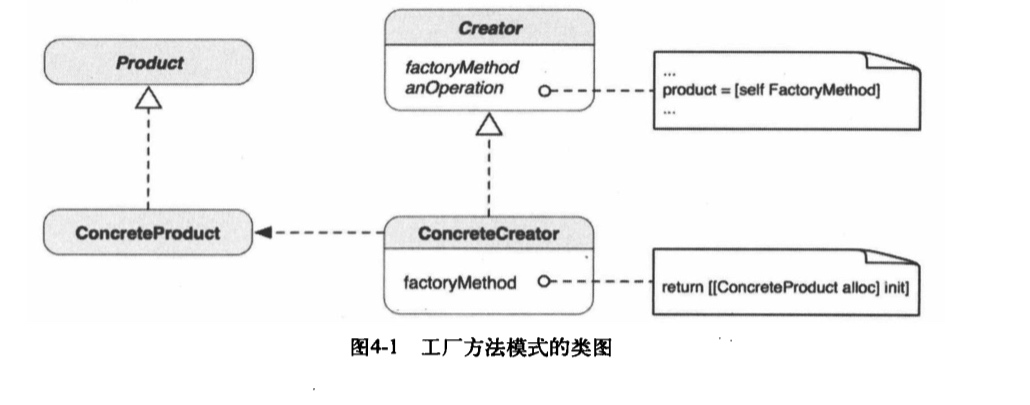 Product
Creator
factoryMethod
anOperation
...
product = [self FactoryMethod]
...
ConcreteProduct
ConcreteCreator
factoryMethod
return [[ConcreteProduct alloc] init]
图4-1 工厂方法模式的类图